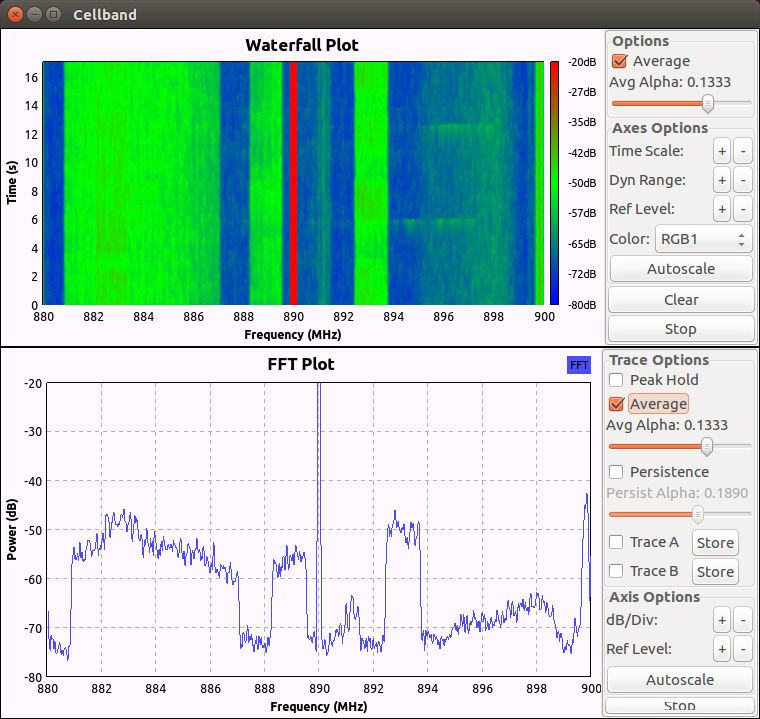 Cellband
Waterfall Plot
16
14
12
10
8
6
4
2
0
Time (s)
880 882 884 886 888 890 892 894 896 898 900
Frequency (MHz)
-20dB
-27dB
-35dB
-42dB
-50dB
-57dB
-65dB
-72dB
-80dB
Options
Average
Avg Alpha: 0.1333
Axes Options
Time Scale: + -
Dyn Range: + -
Ref Level: + -
Color: RGB1
Autoscale
Clear
Stop
FFT Plot
FFT
-20
-30
-40
-50
-60
-70
-80
Power (dB)
880 882 884 886 888 890 892 894 896 898 900
Frequency (MHz)
Trace Options
Peak Hold
Average
Avg Alpha: 0.1333
Persistence
Persist Alpha: 0.1890
Trace A Store
Trace B Store
Axis Options
dB/Div: + -
Ref Level: + -
Autoscale
Stop